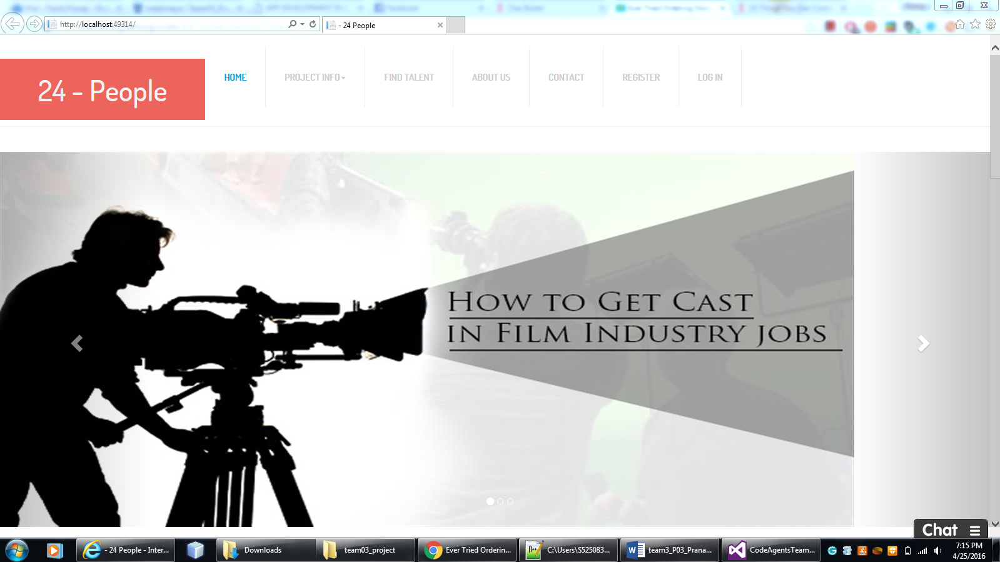 http://localhost:49314/
- 24 People
24 - People
HOME
PROJECT INFO
FIND TALENT
ABOUT US
CONTACT
REGISTER
LOG IN
HOW TO GET CAST
IN FILM INDUSTRY JOBS
Chat
- 24 People - Inter...
Downloads
team03_project
Ever Tried Orderin...
C:\Users\S525083...
team3_P03_Prana...
CodeAgentsTeam...
7:15 PM
4/25/2016